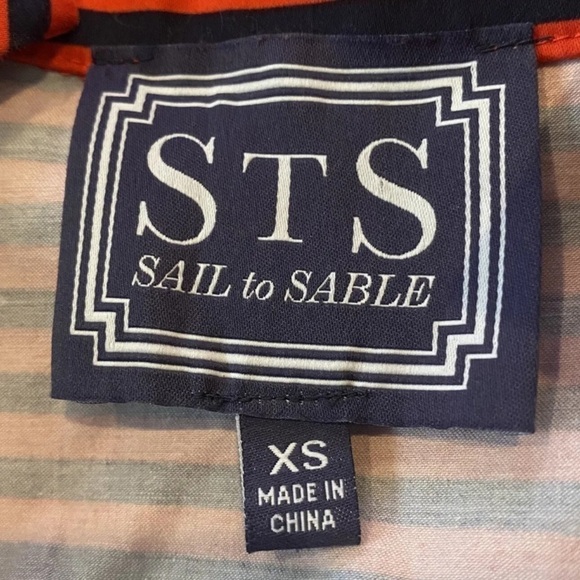 STS
SAIL to SABLE
XS
MADE IN
CHINA